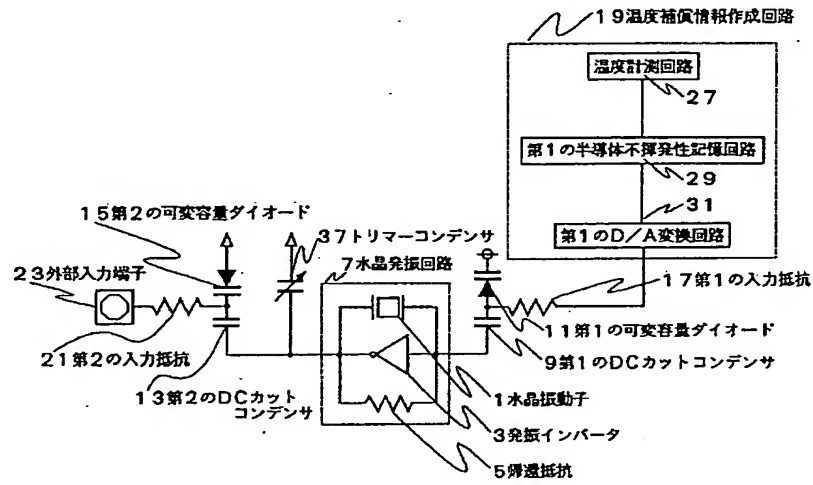 19温度補償情報作成回路
温度計測回路
27
第1の半導体不揮発性記憶回路
29
31
第1のD/A変換回路
15第2の可変容量ダイオード
37トリマーコンデンサ
7水晶発振回路
23外部入力端子
17第1の入力抵抗
11第1の可変容量ダイオード
21第2の入力抵抗
9第1のDCカットコンデンサ
13第2のDCカット
コンデンサ
1水晶振動子
3発振インバータ
5帰還抵抗